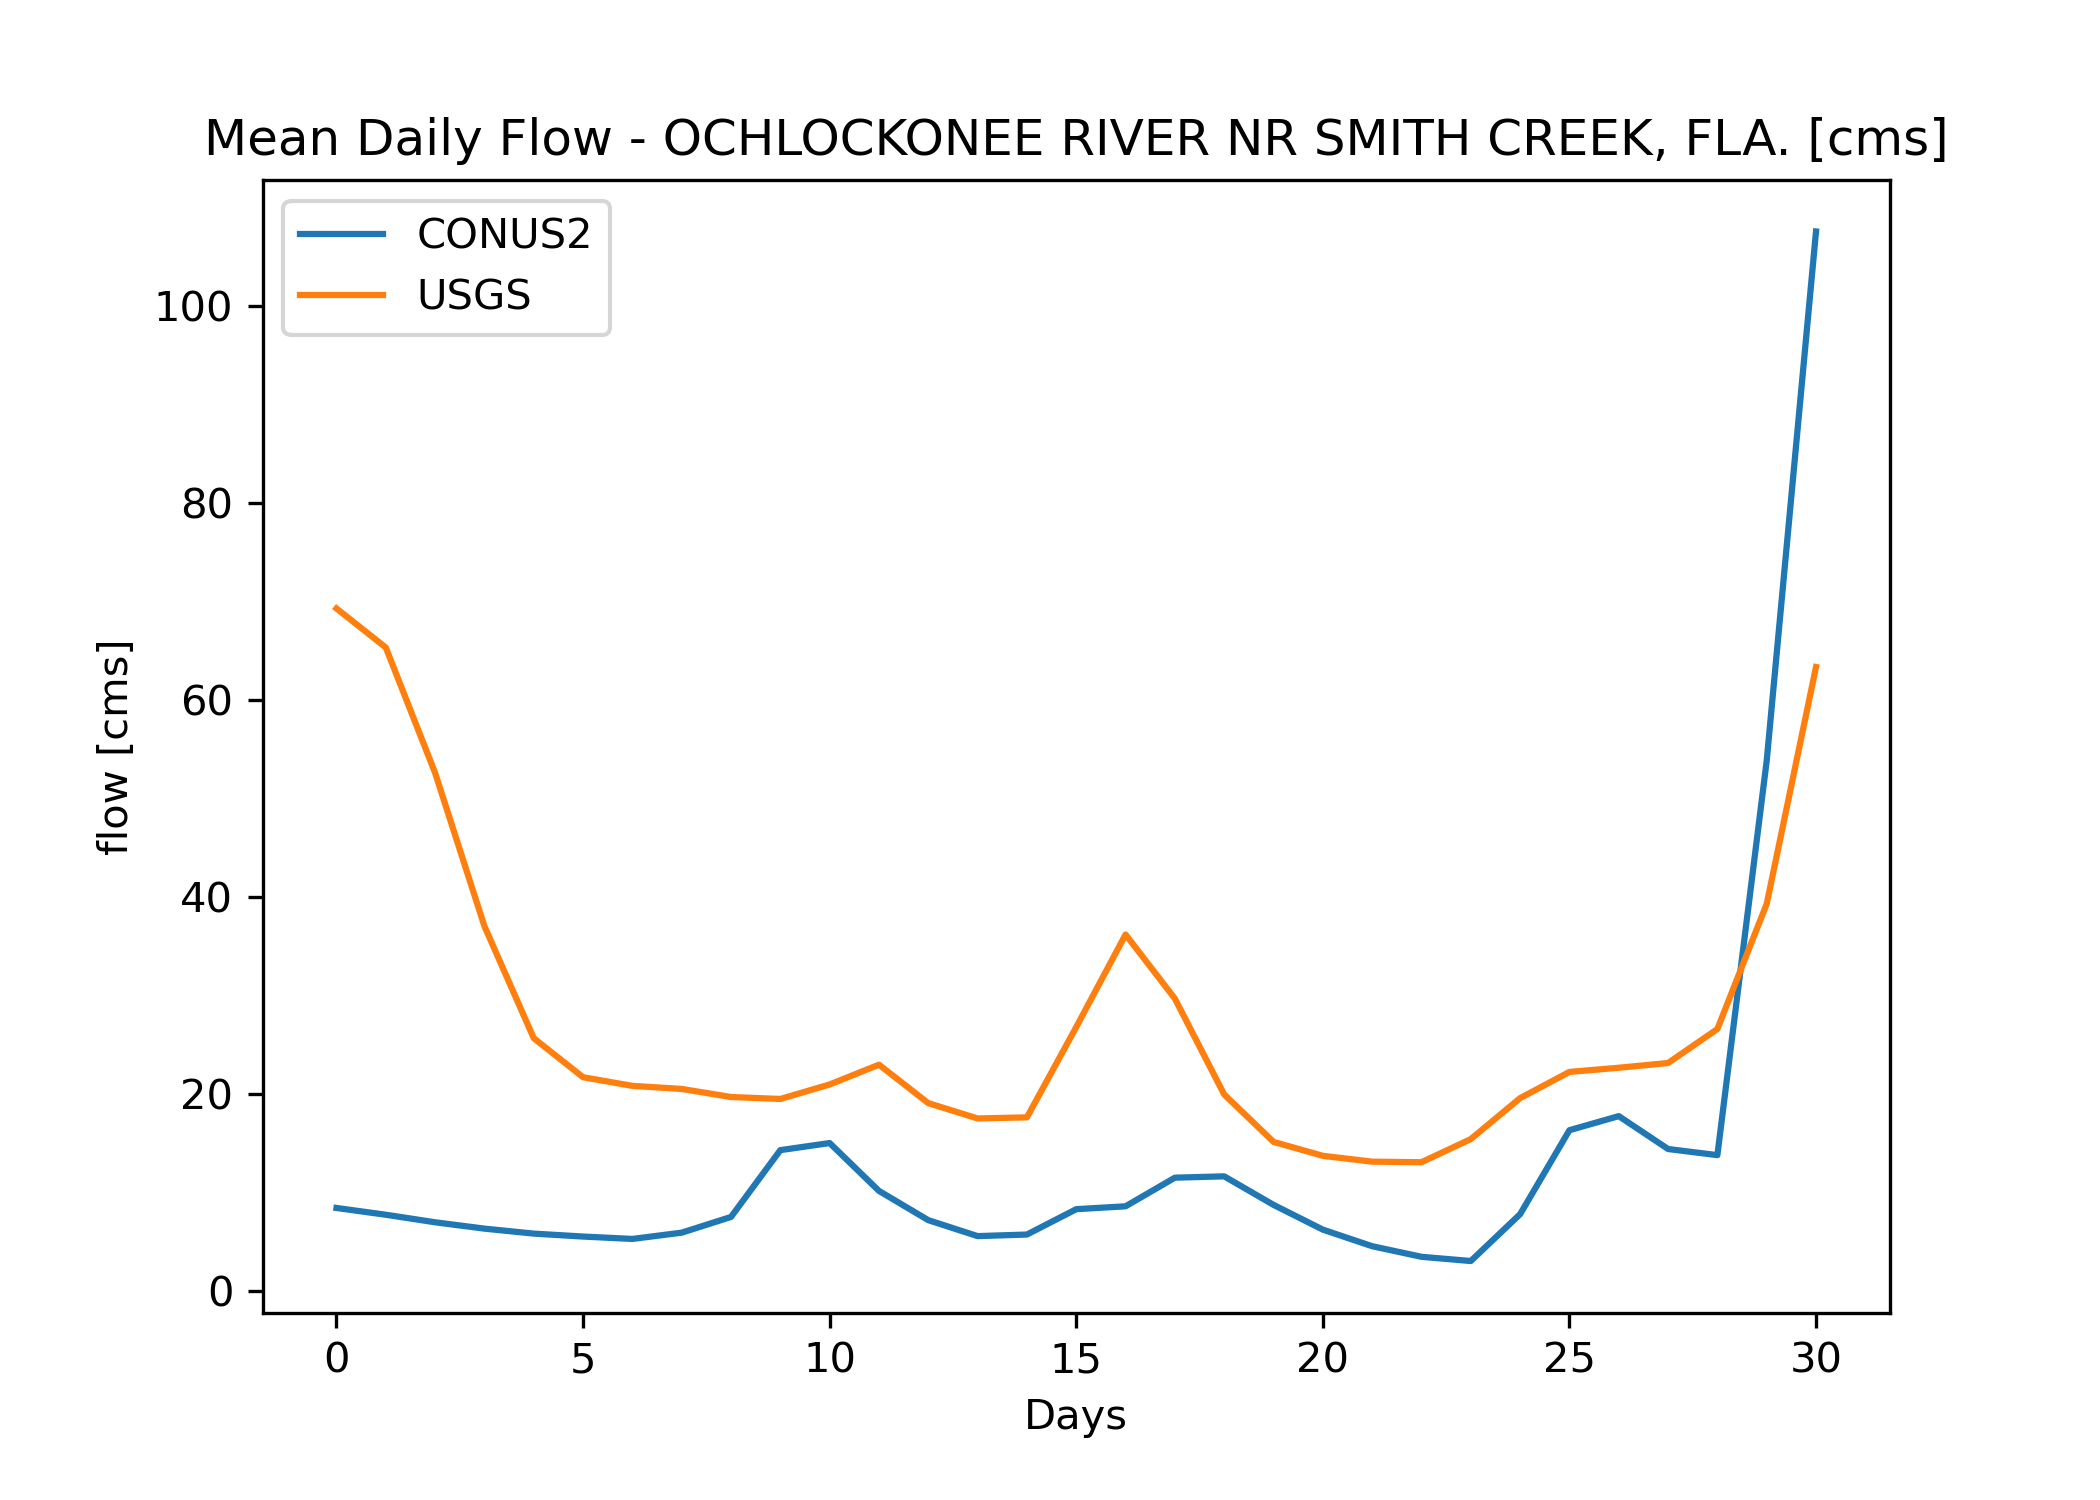 Mean Daily Flow - OCHLOCKONEE RIVER NR SMITH CREEK, FLA. [cms]
CONUS2
USGS
flow [cms]
100
80
60
40
20
0
0 5 10 15 20 25 30
Days